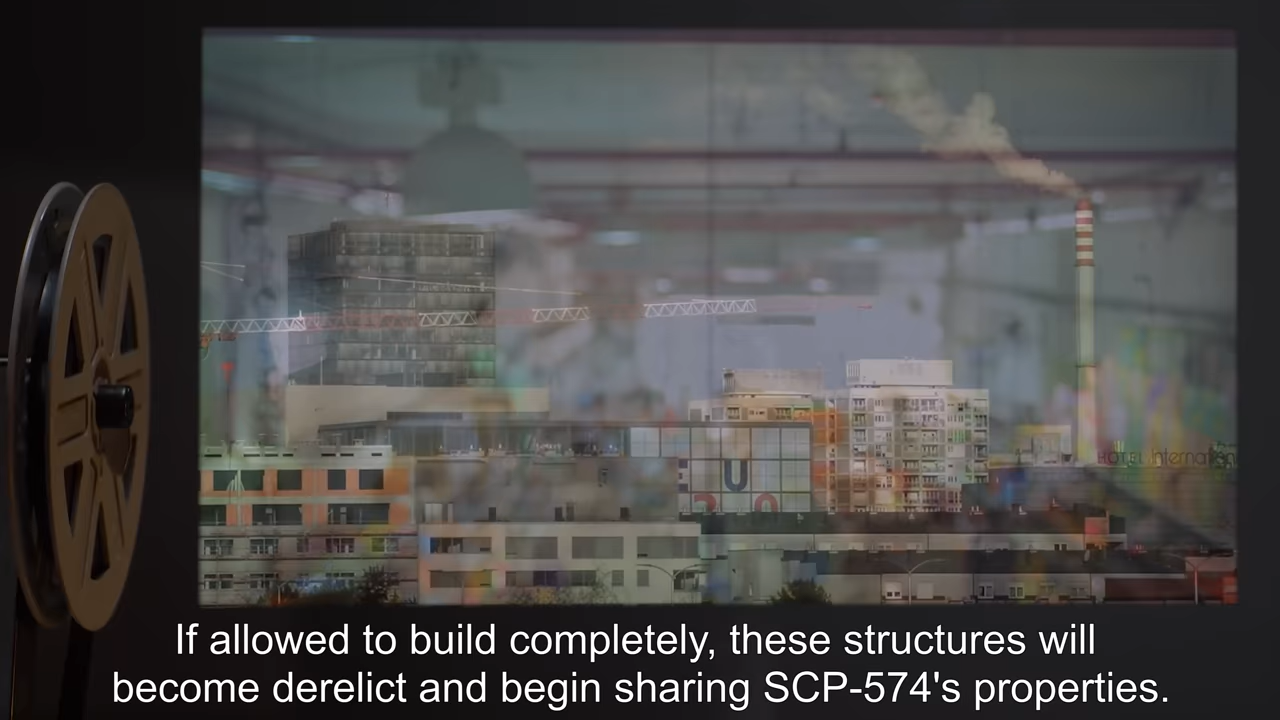 HOTEL International
U
If allowed to build completely, these structures will
become derelict and begin sharing SCP-574's properties.